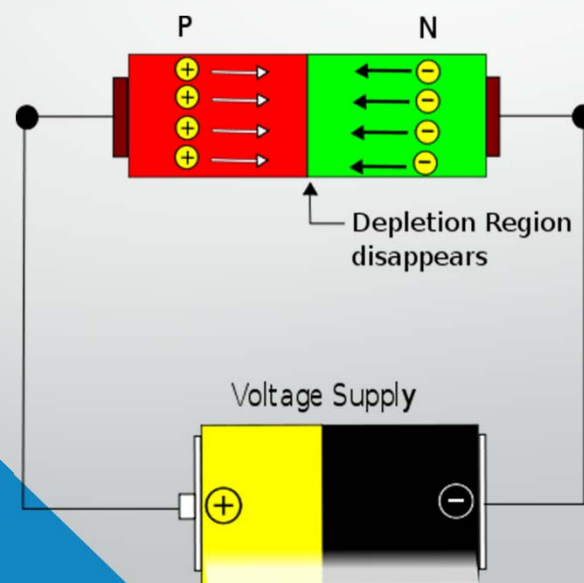 P N
+ −
+ −
+ −
+ −
Depletion Region
disappears
Voltage Supply
+ −